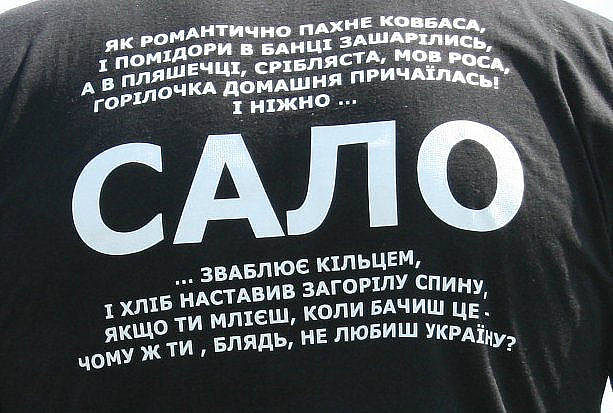 ЯК РОМАНТИЧНО ПАХНЕ КОВБАСА,
І ПОМІДОРИ В БАНЦІ ЗАШАРІЛИСЬ,
А В ПЛЯШЕЧЦІ, СРІБЛЯСТА, МОВ РОСА,
ГОРІЛОЧКА ДОМАШНЯ ПРИЧАЇЛАСЬ!
І НІЖНО ...
САЛО
... ЗВАБЛЮЄ КІЛЬЦЕМ,
І ХЛІБ НАСТАВИВ ЗАГОРІЛУ СПИНУ,
ЯКЩО ТИ МЛІЄШ, КОЛИ БАЧИШ ЦЕ -
ЧОМУ Ж ТИ , БЛЯДЬ, НЕ ЛЮБИШ УКРАЇНУ?